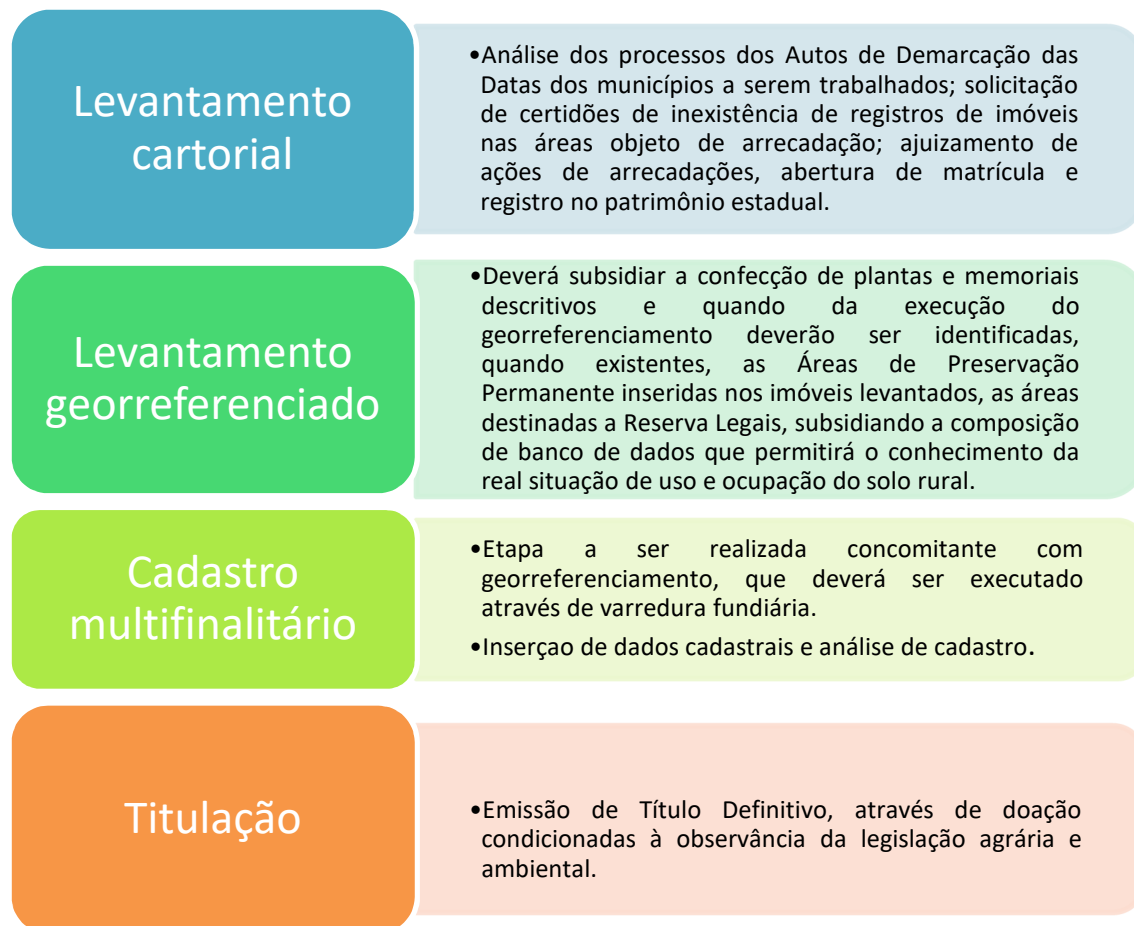 Levantamento
cartorial
•Análise dos processos dos Autos de Demarcação das
Datas dos municípios a serem trabalhados; solicitação
de certidões de inexistência de registros de imóveis
nas áreas objeto de arrecadação; ajuizamento de
ações de arrecadações, abertura de matrícula e
registro no patrimônio estadual.
Levantamento
georreferenciado
•Deverá subsidiar a confecção de plantas e memoriais
descritivos e quando da execução do
georreferenciamento deverão ser identificadas,
quando existentes, as Áreas de Preservação
Permanente inseridas nos imóveis levantados, as áreas
destinadas a Reserva Legais, subsidiando a composição
de banco de dados que permitirá o conhecimento da
real situação de uso e ocupação do solo rural.
Cadastro
multifinalitário
•Etapa a ser realizada concomitante com
georreferenciamento, que deverá ser executado
através de varredura fundiária.
•Inserçao de dados cadastrais e análise de cadastro.
Titulação
•Emissão de Título Definitivo, através de doação
condicionadas à observância da legislação agrária e
ambiental.